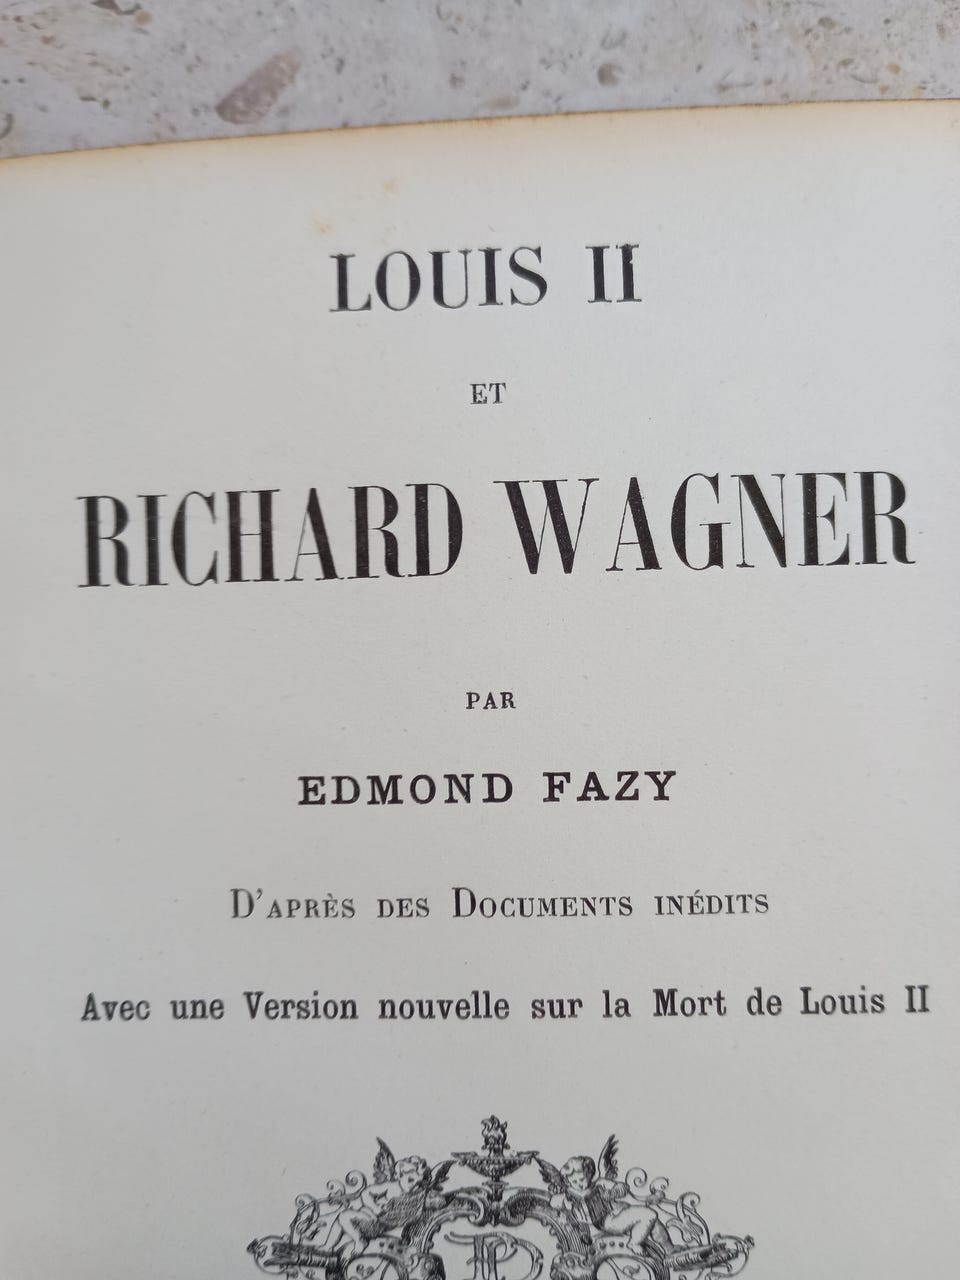 LOUIS II
ET
RICHARD WAGNER
PAR
EDMOND FAZY
D'APRÈS DES DOCUMENTS INÉDITS
Avec une Version nouvelle sur la Mort de Louis II